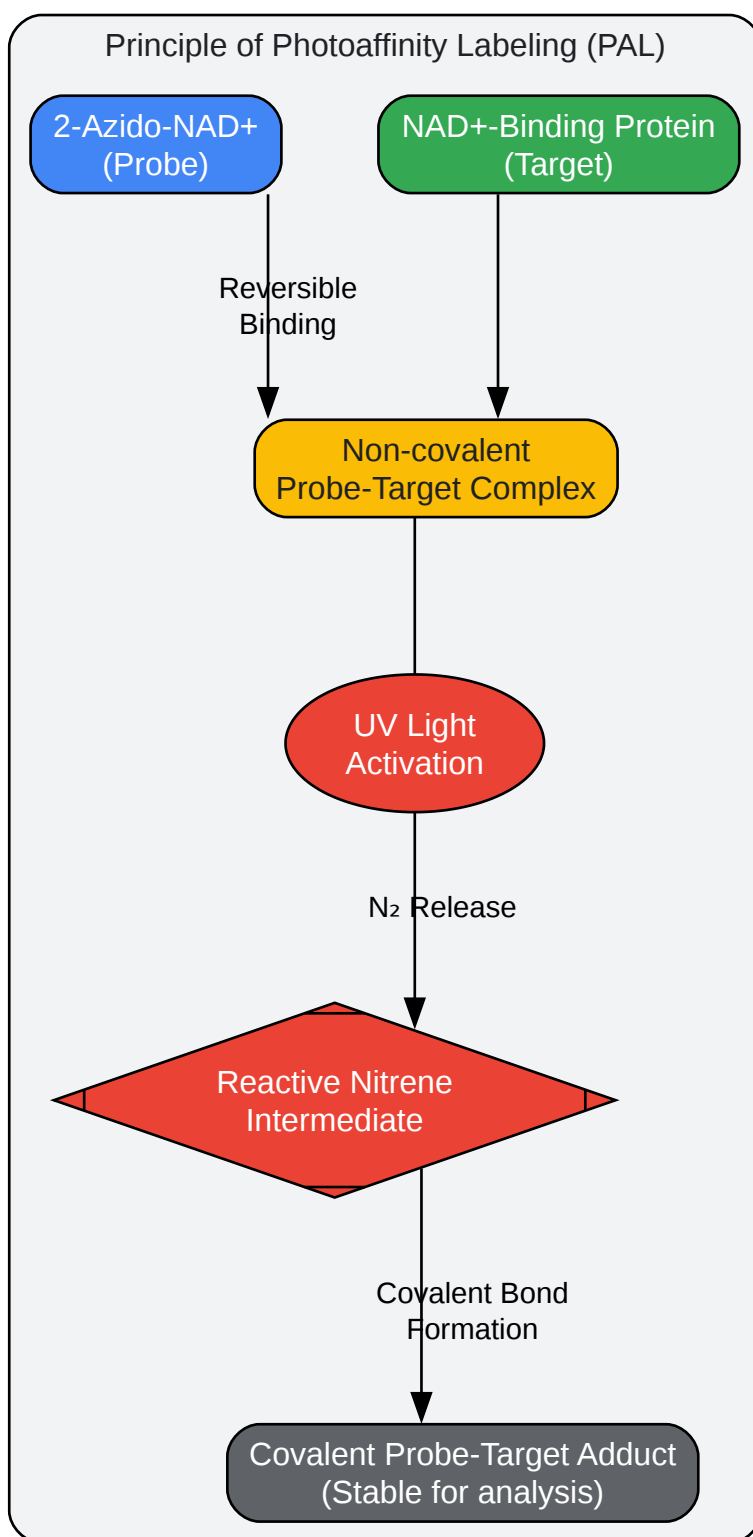 Principle of Photoaffinity Labeling (PAL)
2-Azido-NAD+
(Probe)
NAD+-Binding Protein
(Target)
Reversible
Binding
Non-covalent
Probe-Target Complex
UV Light
Activation
N₂ Release
Reactive Nitrene
Intermediate
Covalent Bond
Formation
Covalent Probe-Target Adduct
(Stable for analysis)